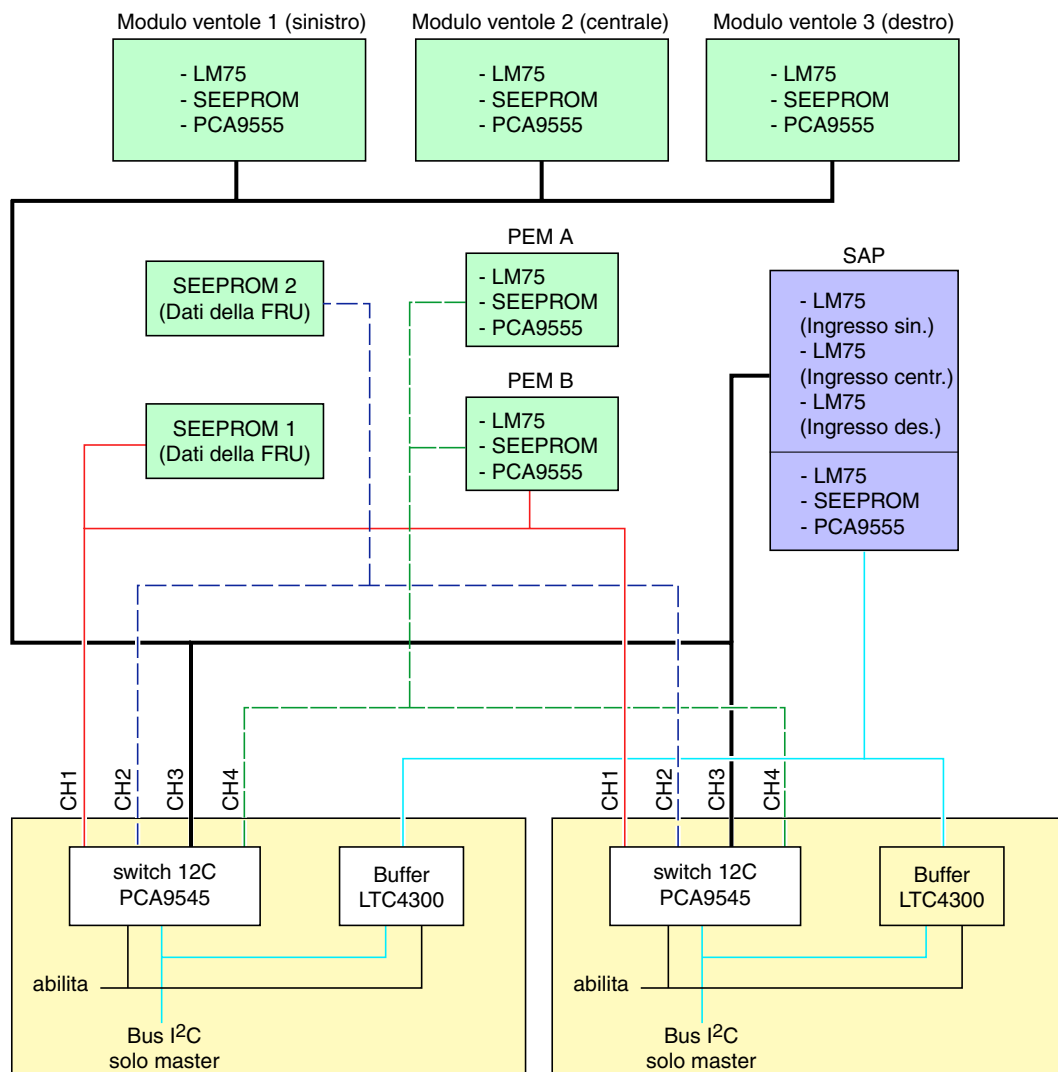 Modulo ventole 1 (sinistro)
Modulo ventole 2 (centrale)
Modulo ventole 3 (destro)
- LM75
- SEEPROM
- PCA9555
- LM75
- SEEPROM
- PCA9555
- LM75
- SEEPROM
- PCA9555
SEEPROM 2
(Dati della FRU)
PEM A
- LM75
- SEEPROM
- PCA9555
SAP
- LM75
(Ingresso sin.)
- LM75
(Ingresso centr.)
- LM75
(Ingresso des.)
- LM75
- SEEPROM
- PCA9555
SEEPROM 1
(Dati della FRU)
PEM B
- LM75
- SEEPROM
- PCA9555
CH1
CH2
CH3
CH4
CH1
CH2
CH3
CH4
switch 12C
PCA9545
Buffer
LTC4300
abilita
Bus I²C
solo master
switch 12C
PCA9545
Buffer
LTC4300
abilita
Bus I²C
solo master